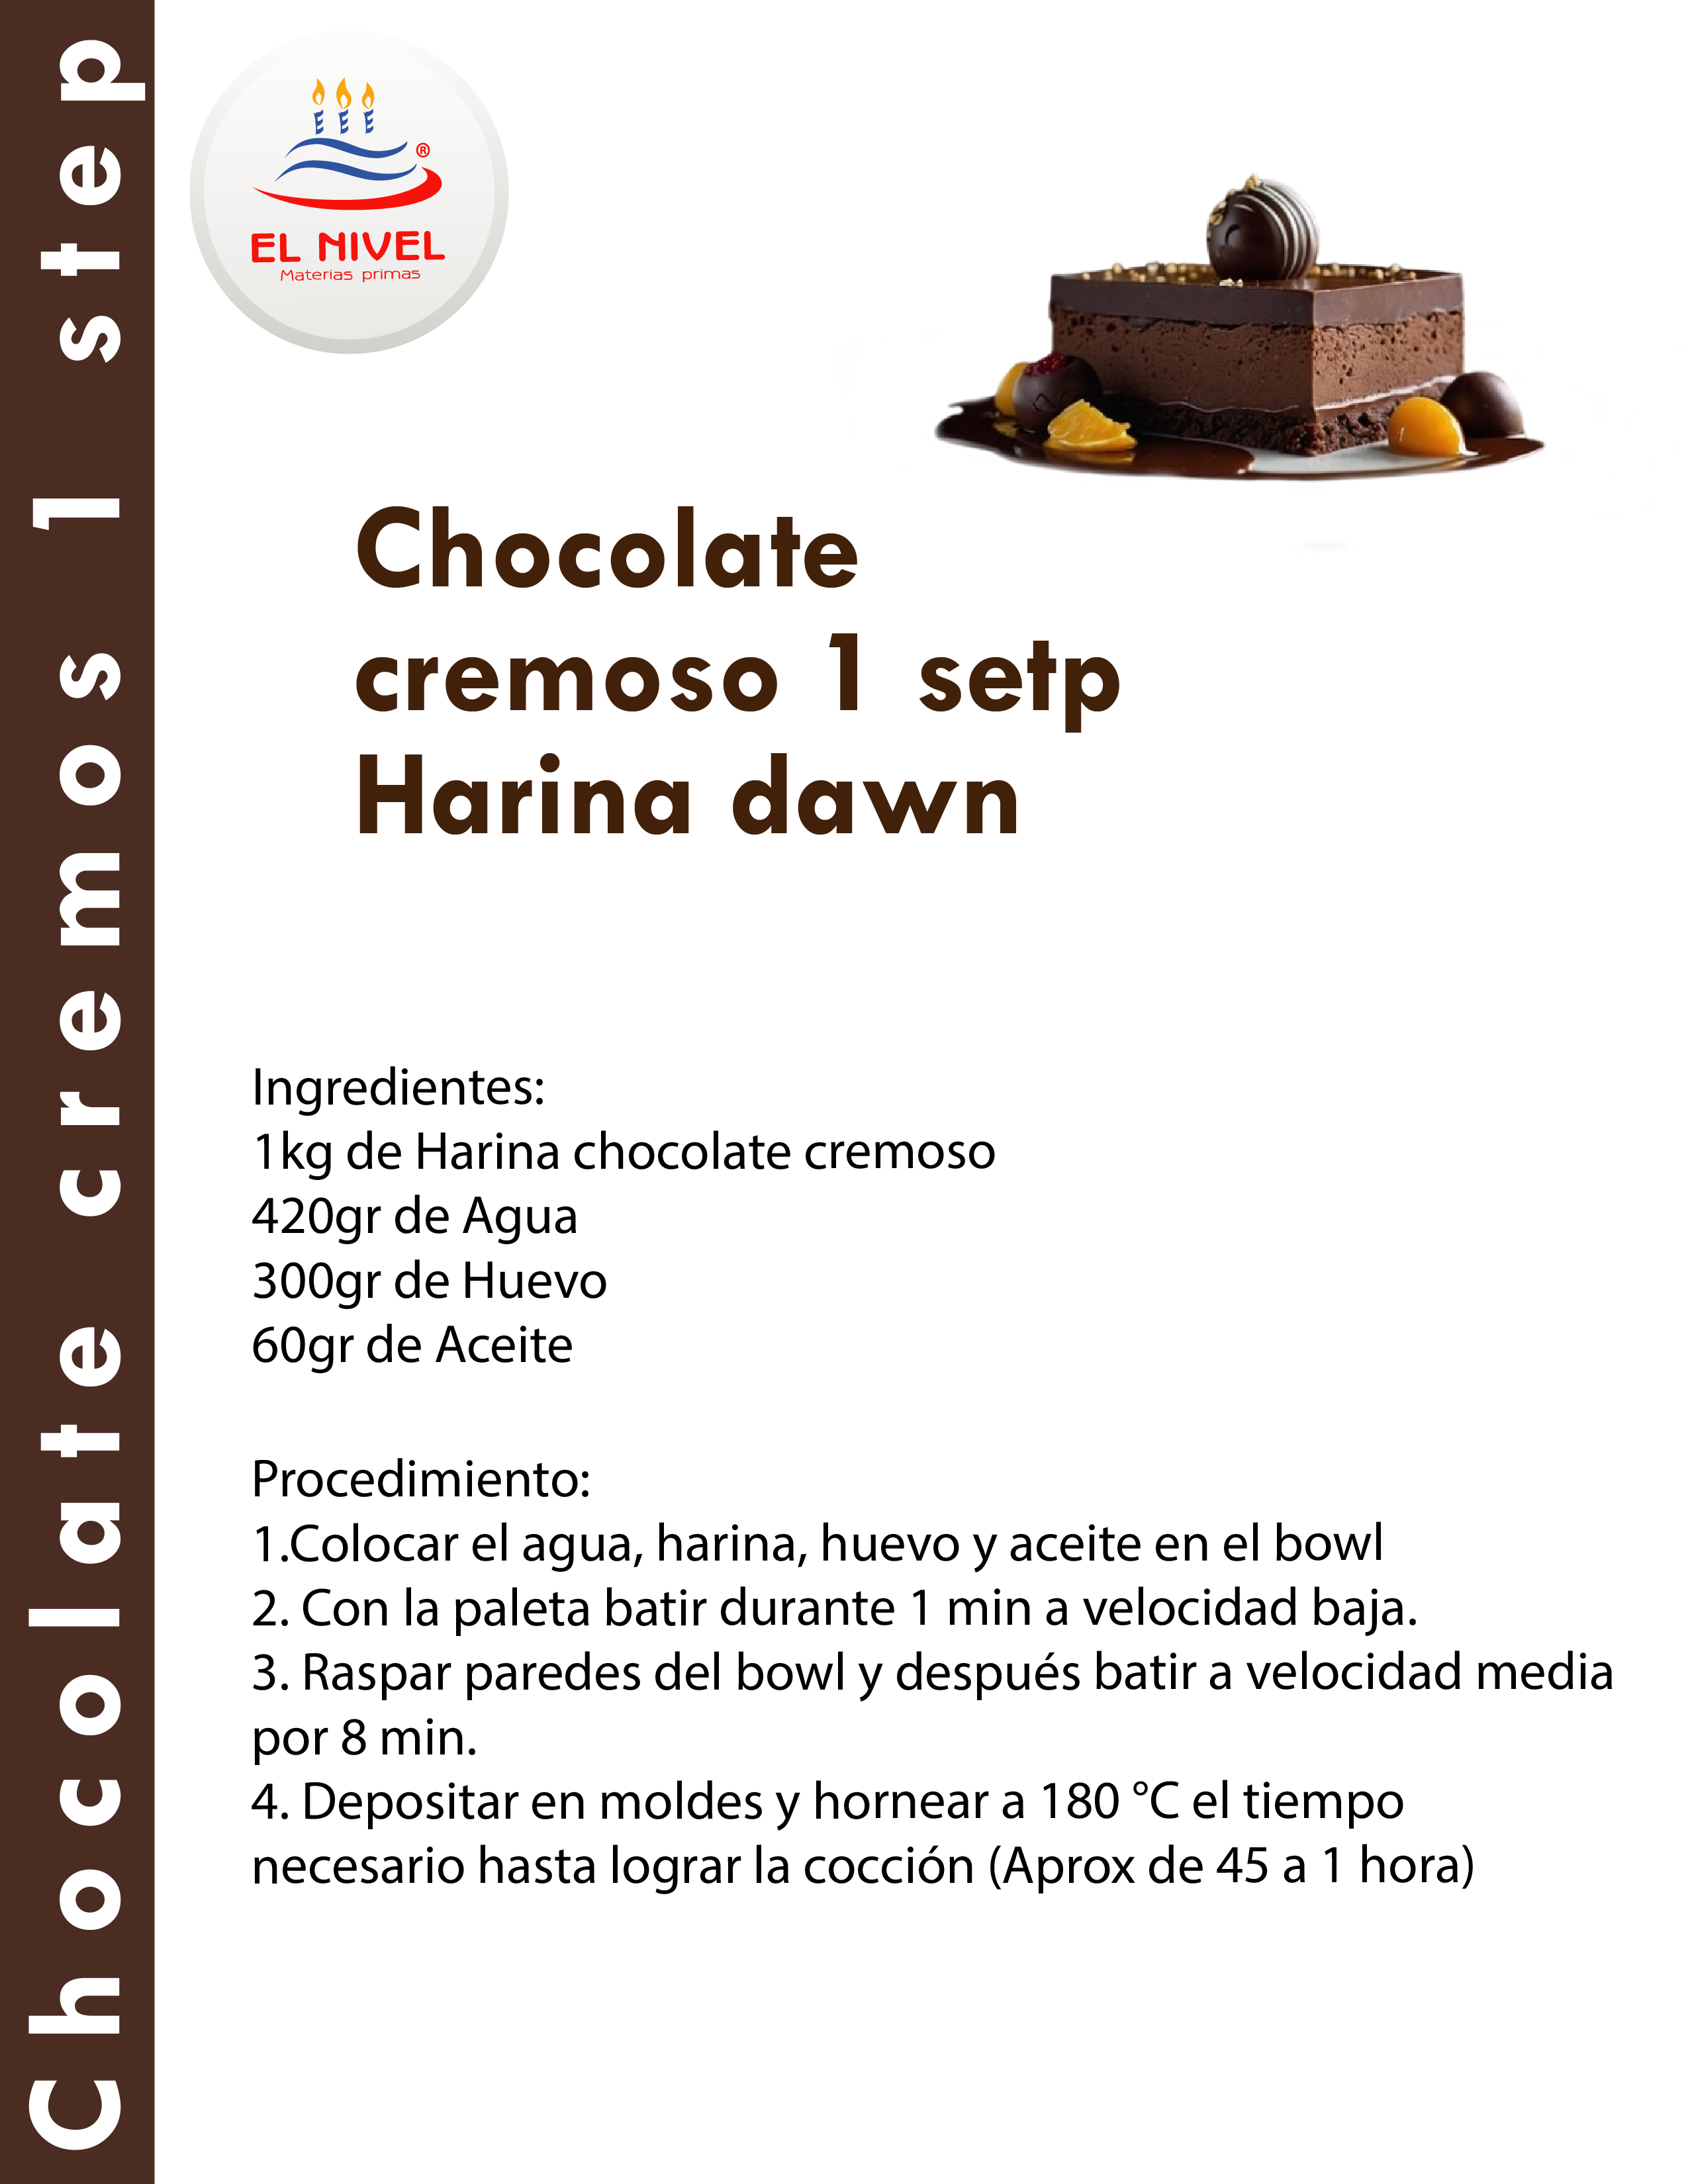 Chocolate cremos 1 step
®
EL NIVEL
Materias primas
Chocolate
cremoso 1 setp
Harina dawn
Ingredientes:
1kg de Harina chocolate cremoso
420gr de Agua
300gr de Huevo
60gr de Aceite
Procedimiento:
1.Colocar el agua, harina, huevo y aceite en el bowl
2. Con la paleta batir durante 1 min a velocidad baja.
3. Raspar paredes del bowl y después batir a velocidad media
por 8 min.
4. Depositar en moldes y hornear a 180 °C el tiempo
necesario hasta lograr la cocción (Aprox de 45 a 1 hora)